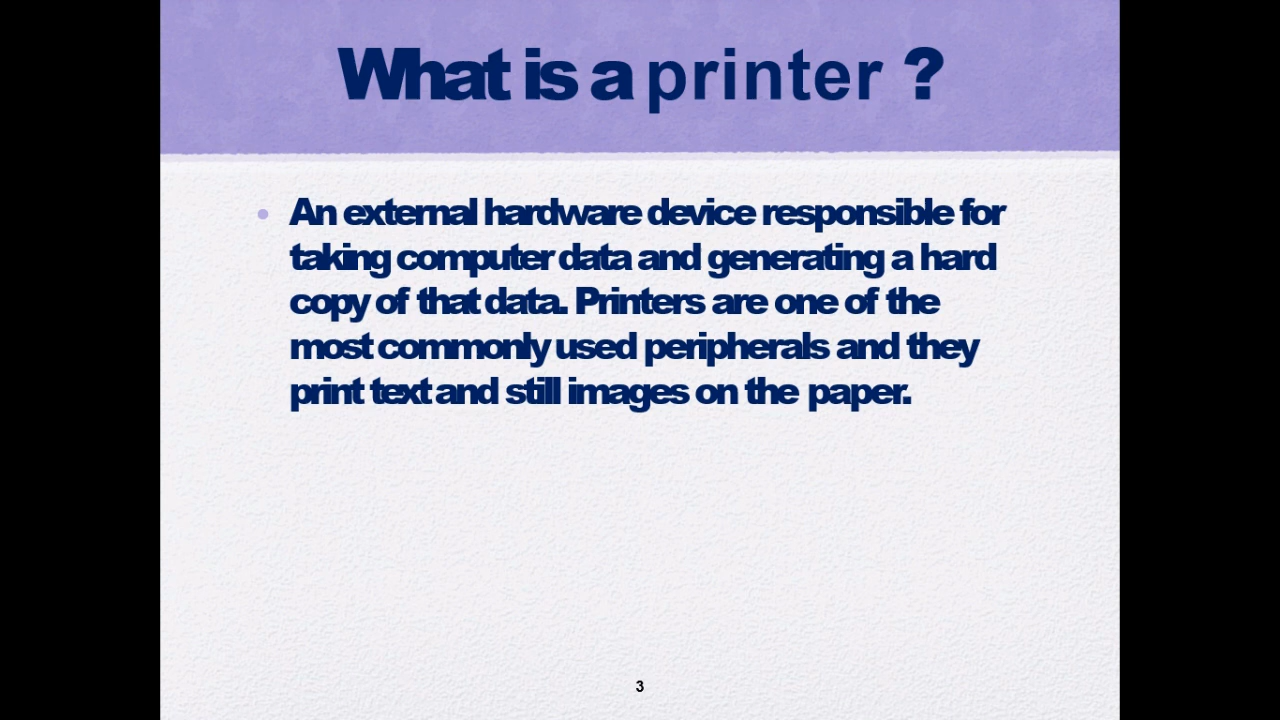 What is a printer ?
• An external hardware device responsible for
taking computer data and generating a hard
copy of that data. Printers are one of the
most commonly used peripherals and they
print text and still images on the paper.
3